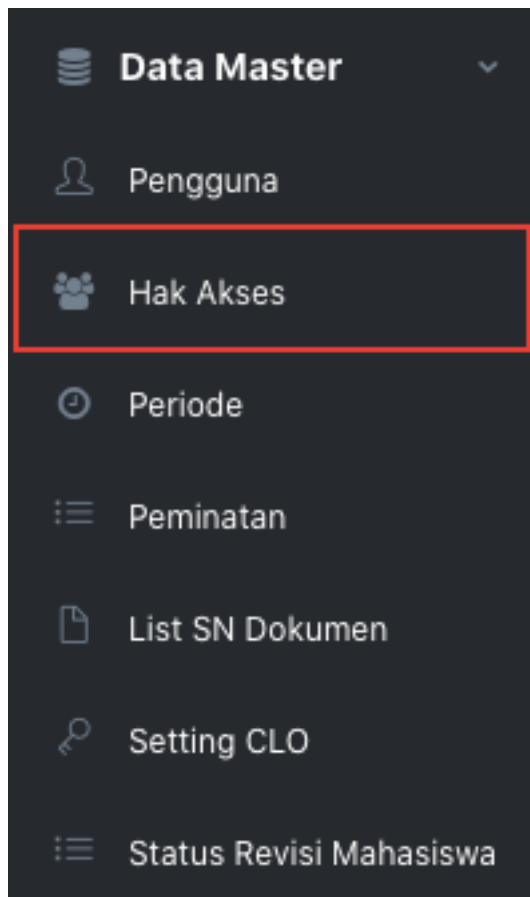 Data Master
Pengguna
Hak Akses
Periode
Peminatan
List SN Dokumen
Setting CLO
Status Revisi Mahasiswa